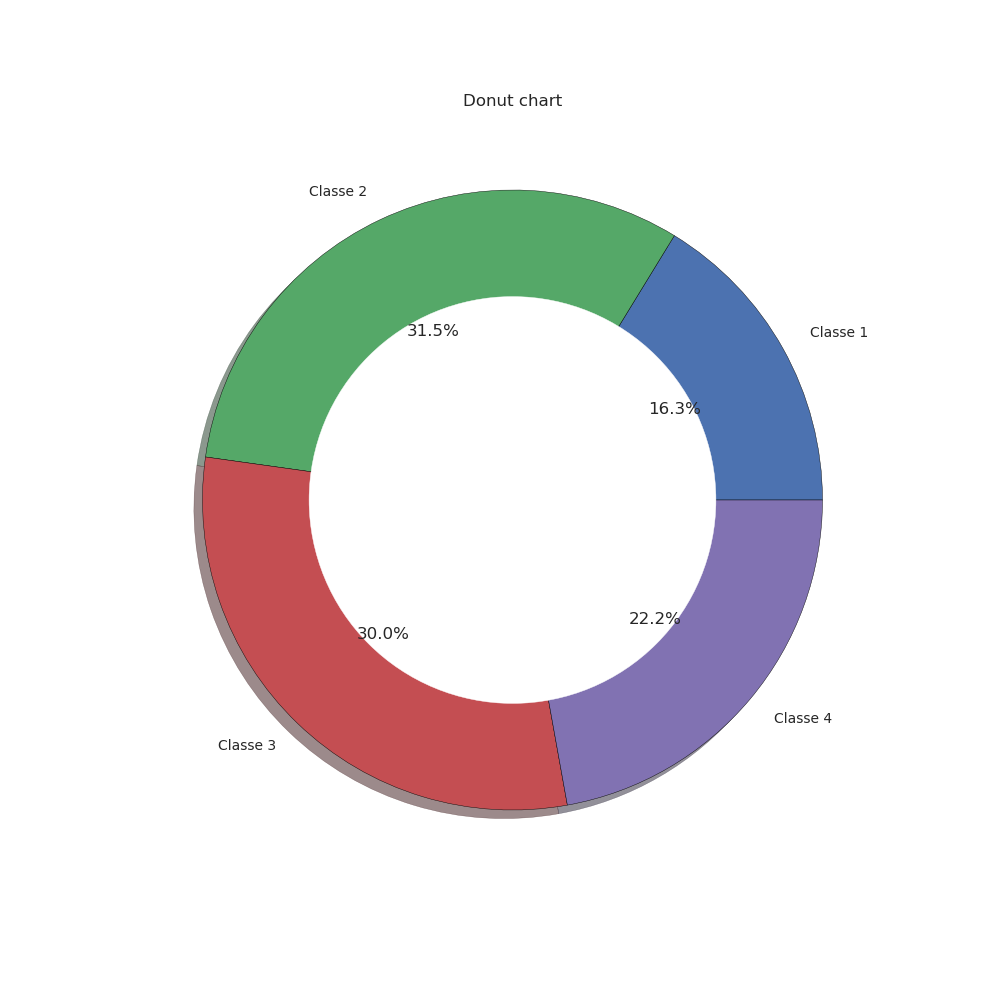 Donut chart
Classe 2
31.5%
Classe 1
16.3%
22.2%
30.0%
Classe 4
Classe 3